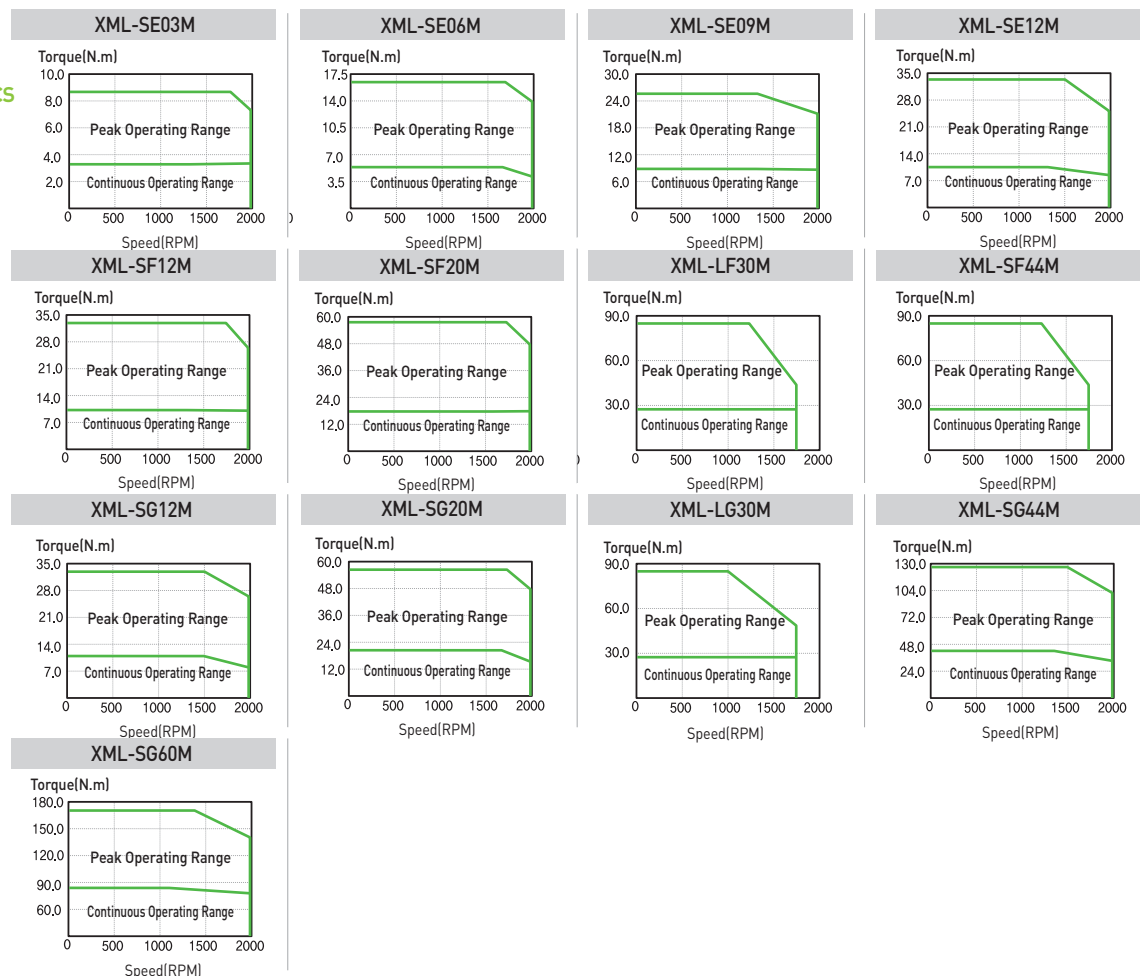 cs
XML-SE03M
Torque(N.m)
10.0
8.0
6.0
4.0
2.0
Peak Operating Range
Continuous Operating Range
0 500 1000 1500 2000
Speed(RPM)
XML-SE06M
Torque(N.m)
17.5
14.0
10.5
7.0
3.5
Peak Operating Range
Continuous Operating Range
0 500 1000 1500 2000
Speed(RPM)
XML-SE09M
Torque(N.m)
30.0
24.0
18.0
12.0
6.0
Peak Operating Range
Continuous Operating Range
0 500 1000 1500 2000
Speed(RPM)
XML-SE12M
Torque(N.m)
35.0
28.0
21.0
14.0
7.0
Peak Operating Range
Continuous Operating Range
0 500 1000 1500 2000
Speed(RPM)
XML-SF12M
Torque(N.m)
35.0
28.0
21.0
14.0
7.0
Peak Operating Range
Continuous Operating Range
0 500 1000 1500 2000
Speed(RPM)
XML-SF20M
Torque(N.m)
60.0
48.0
36.0
24.0
12.0
Peak Operating Range
Continuous Operating Range
0 500 1000 1500 2000
Speed(RPM)
XML-LF30M
Torque(N.m)
90.0
60.0
30.0
Peak Operating Range
Continuous Operating Range
0 500 1000 1500 2000
Speed(RPM)
XML-SF44M
Torque(N.m)
90.0
60.0
30.0
Peak Operating Range
Continuous Operating Range
0 500 1000 1500 2000
Speed(RPM)
XML-SG12M
Torque(N.m)
35.0
28.0
21.0
14.0
7.0
Peak Operating Range
Continuous Operating Range
0 500 1000 1500 2000
Speed(RPM)
XML-SG20M
Torque(N.m)
60.0
48.0
36.0
24.0
12.0
Peak Operating Range
Continuous Operating Range
0 500 1000 1500 2000
Speed(RPM)
XML-LG30M
Torque(N.m)
90.0
60.0
30.0
Peak Operating Range
Continuous Operating Range
0 500 1000 1500 2000
Speed(RPM)
XML-SG44M
Torque(N.m)
130.0
104.0
72.0
48.0
24.0
Peak Operating Range
Continuous Operating Range
0 500 1000 1500 2000
Speed(RPM)
XML-SG60M
Torque(N.m)
180.0
150.0
120.0
90.0
60.0
Peak Operating Range
Continuous Operating Range
0 500 1000 1500 2000
Speed(RPM)